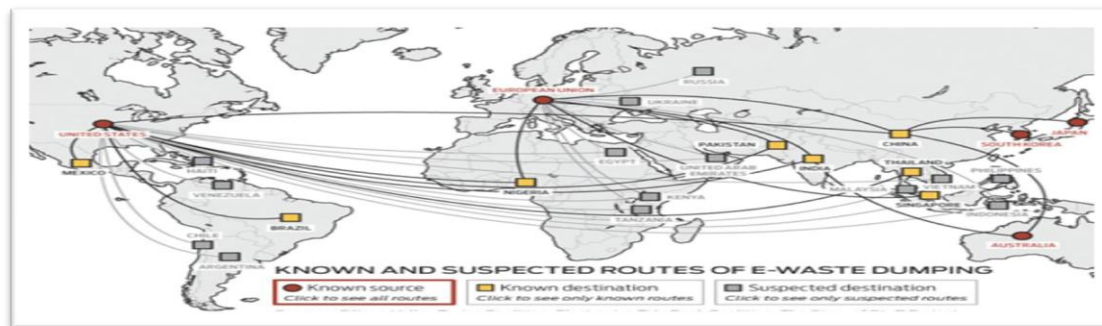 RUSSIA
EUROPEAN UNION
UKRAINE
UNITED STATES
JAPAN
SOUTH KOREA
CHINA
PAKISTAN
EGYPT
INDIA
THAILAND
MEXICO
HAITI
UNITED ARAB
EMIRATES
PHILIPPINES
VENEZUELA
NIGERIA
MALAYSIA
VIETNAM
KENYA
SINGAPORE
TANZANIA
INDONESIA
BRAZIL
CHILE
AUSTRALIA
ARGENTINA
KNOWN AND SUSPECTED ROUTES OF E-WASTE DUMPING
Known source
Click to see all routes
Known destination
Click to see only known routes
Suspected destination
Click to see only suspected routes